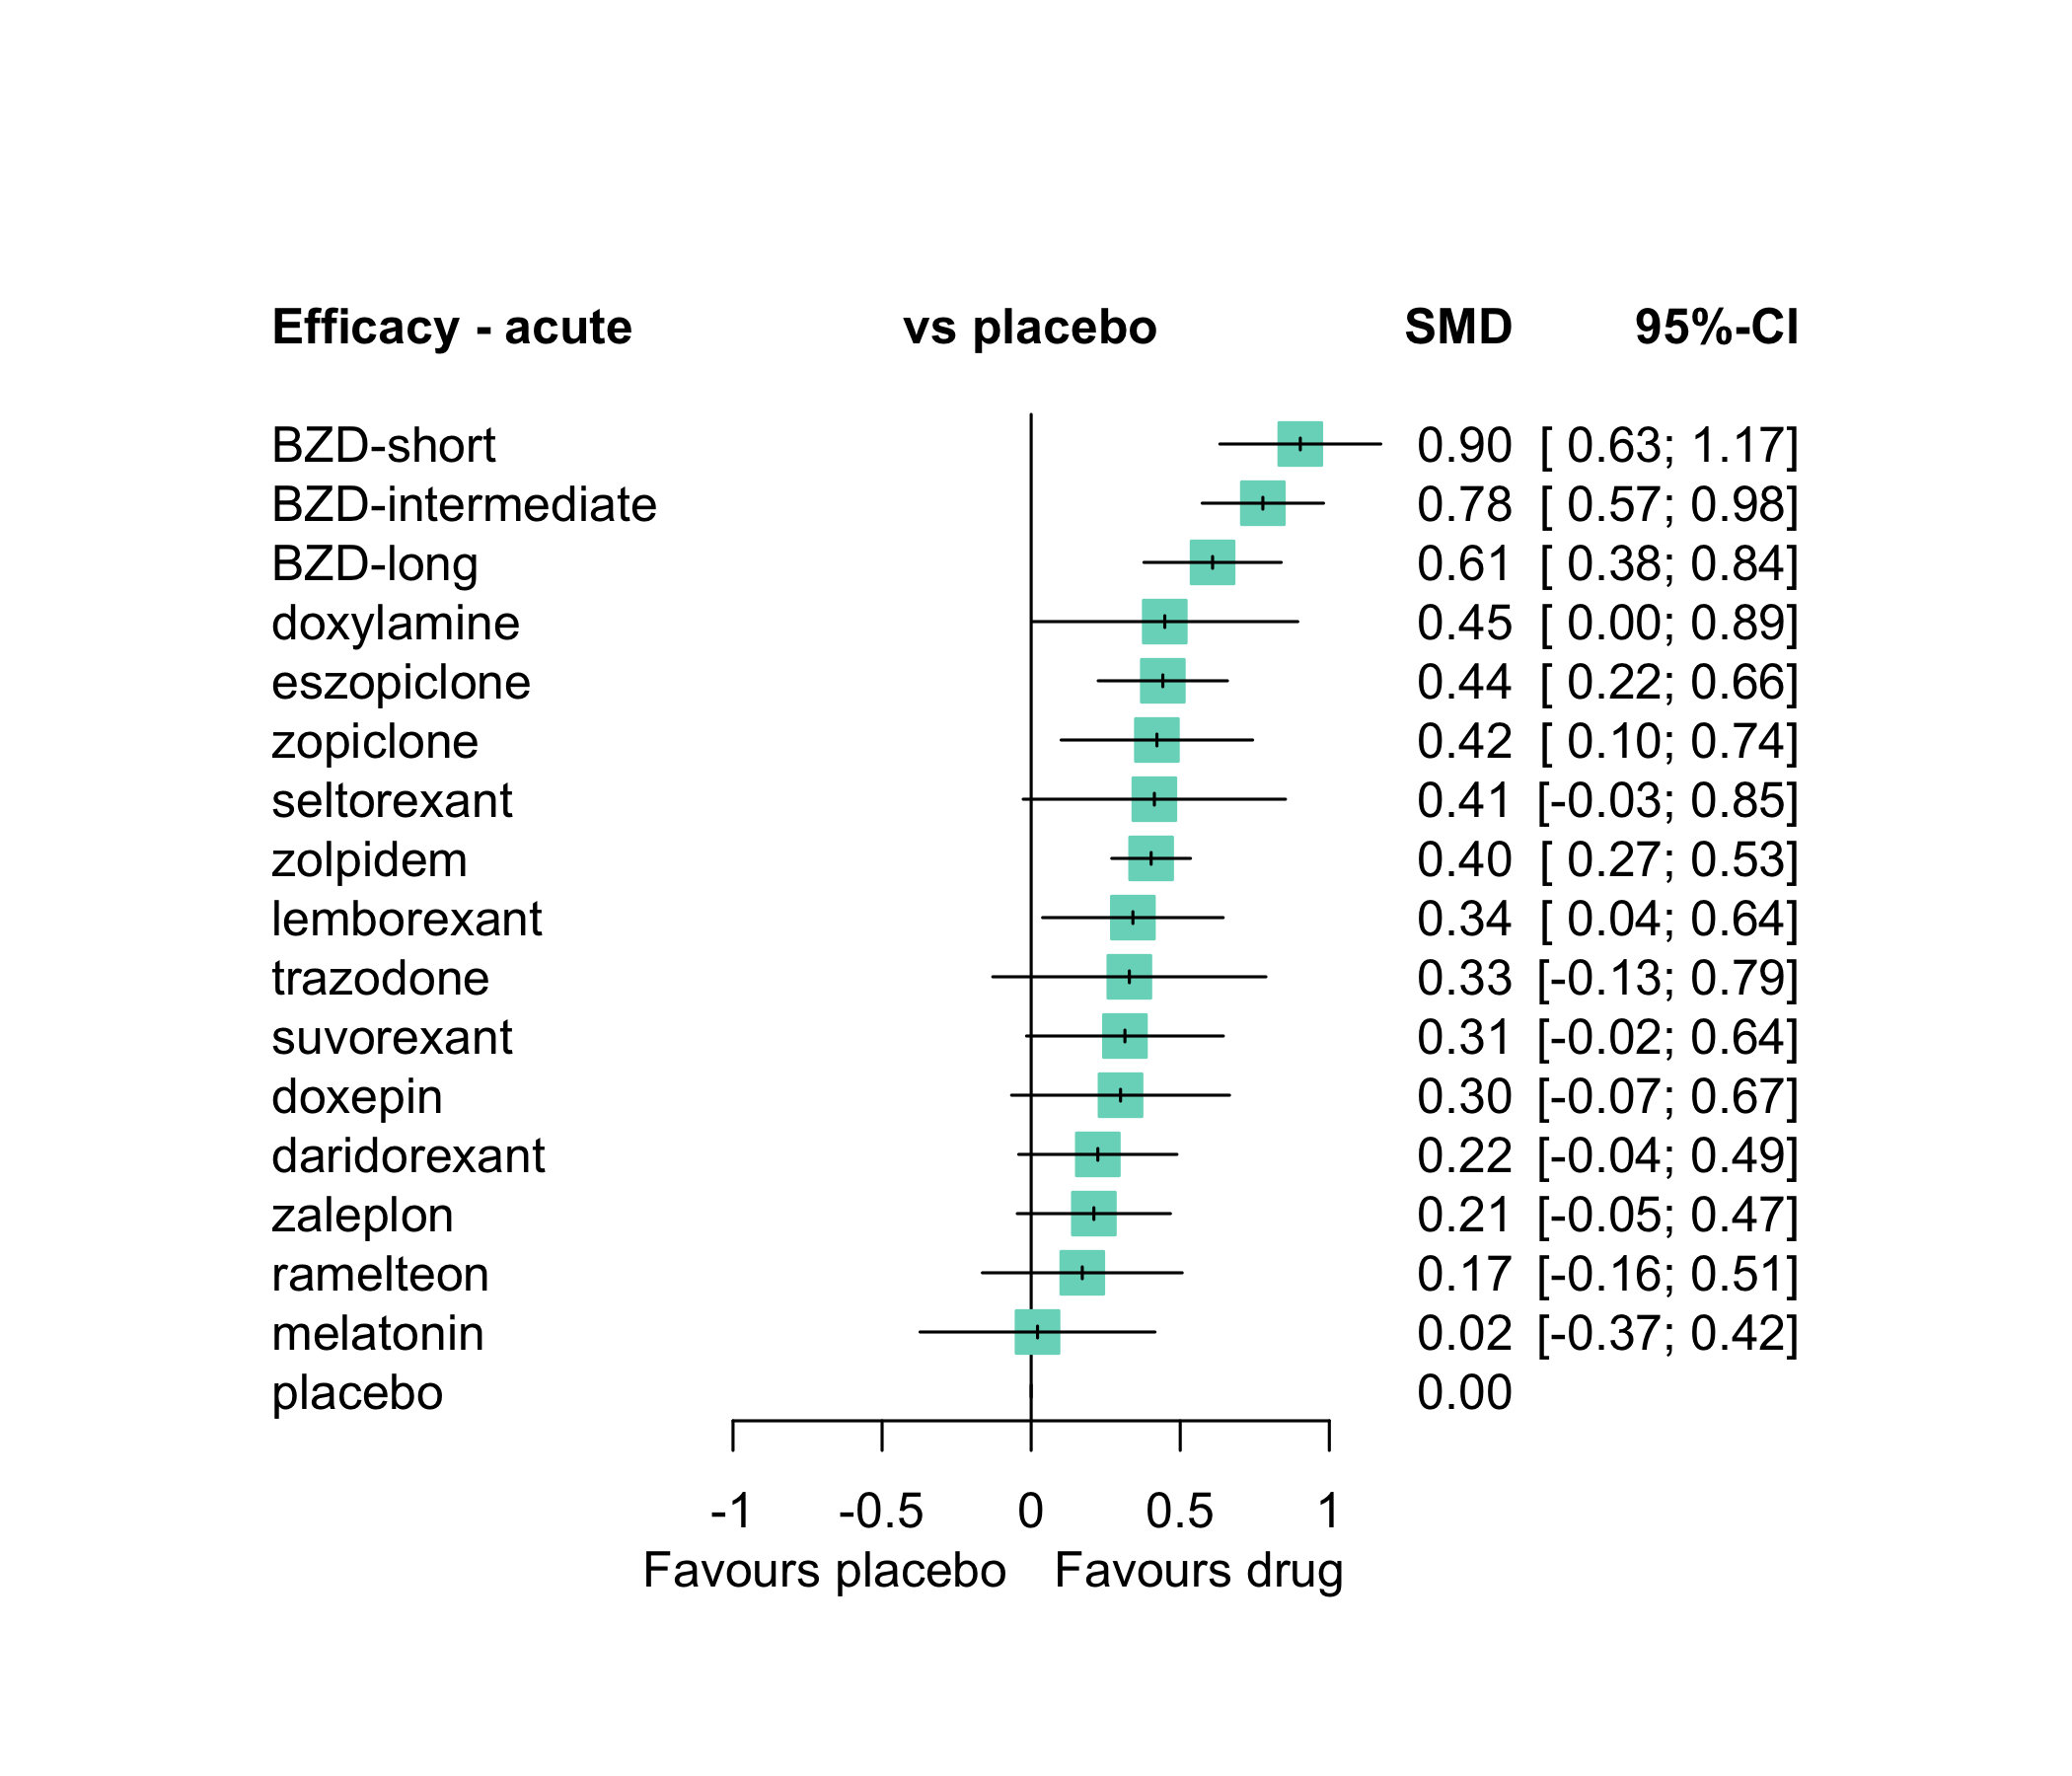 Efficacy - acute vs placebo SMD 95%-CI
BZD-short 0.90 [ 0.63; 1.17]
BZD-intermediate 0.78 [ 0.57; 0.98]
BZD-long 0.61 [ 0.38; 0.84]
doxylamine 0.45 [ 0.00; 0.89]
eszopiclone 0.44 [ 0.22; 0.66]
zopiclone 0.42 [ 0.10; 0.74]
seltorexant 0.41 [-0.03; 0.85]
zolpidem 0.40 [ 0.27; 0.53]
lemborexant 0.34 [ 0.04; 0.64]
trazodone 0.33 [-0.13; 0.79]
suvorexant 0.31 [-0.02; 0.64]
doxepin 0.30 [-0.07; 0.67]
daridorexant 0.22 [-0.04; 0.49]
zaleplon 0.21 [-0.05; 0.47]
ramelteon 0.17 [-0.16; 0.51]
melatonin 0.02 [-0.37; 0.42]
placebo 0.00
-1 -0.5 0 0.5 1
Favours placebo Favours drug